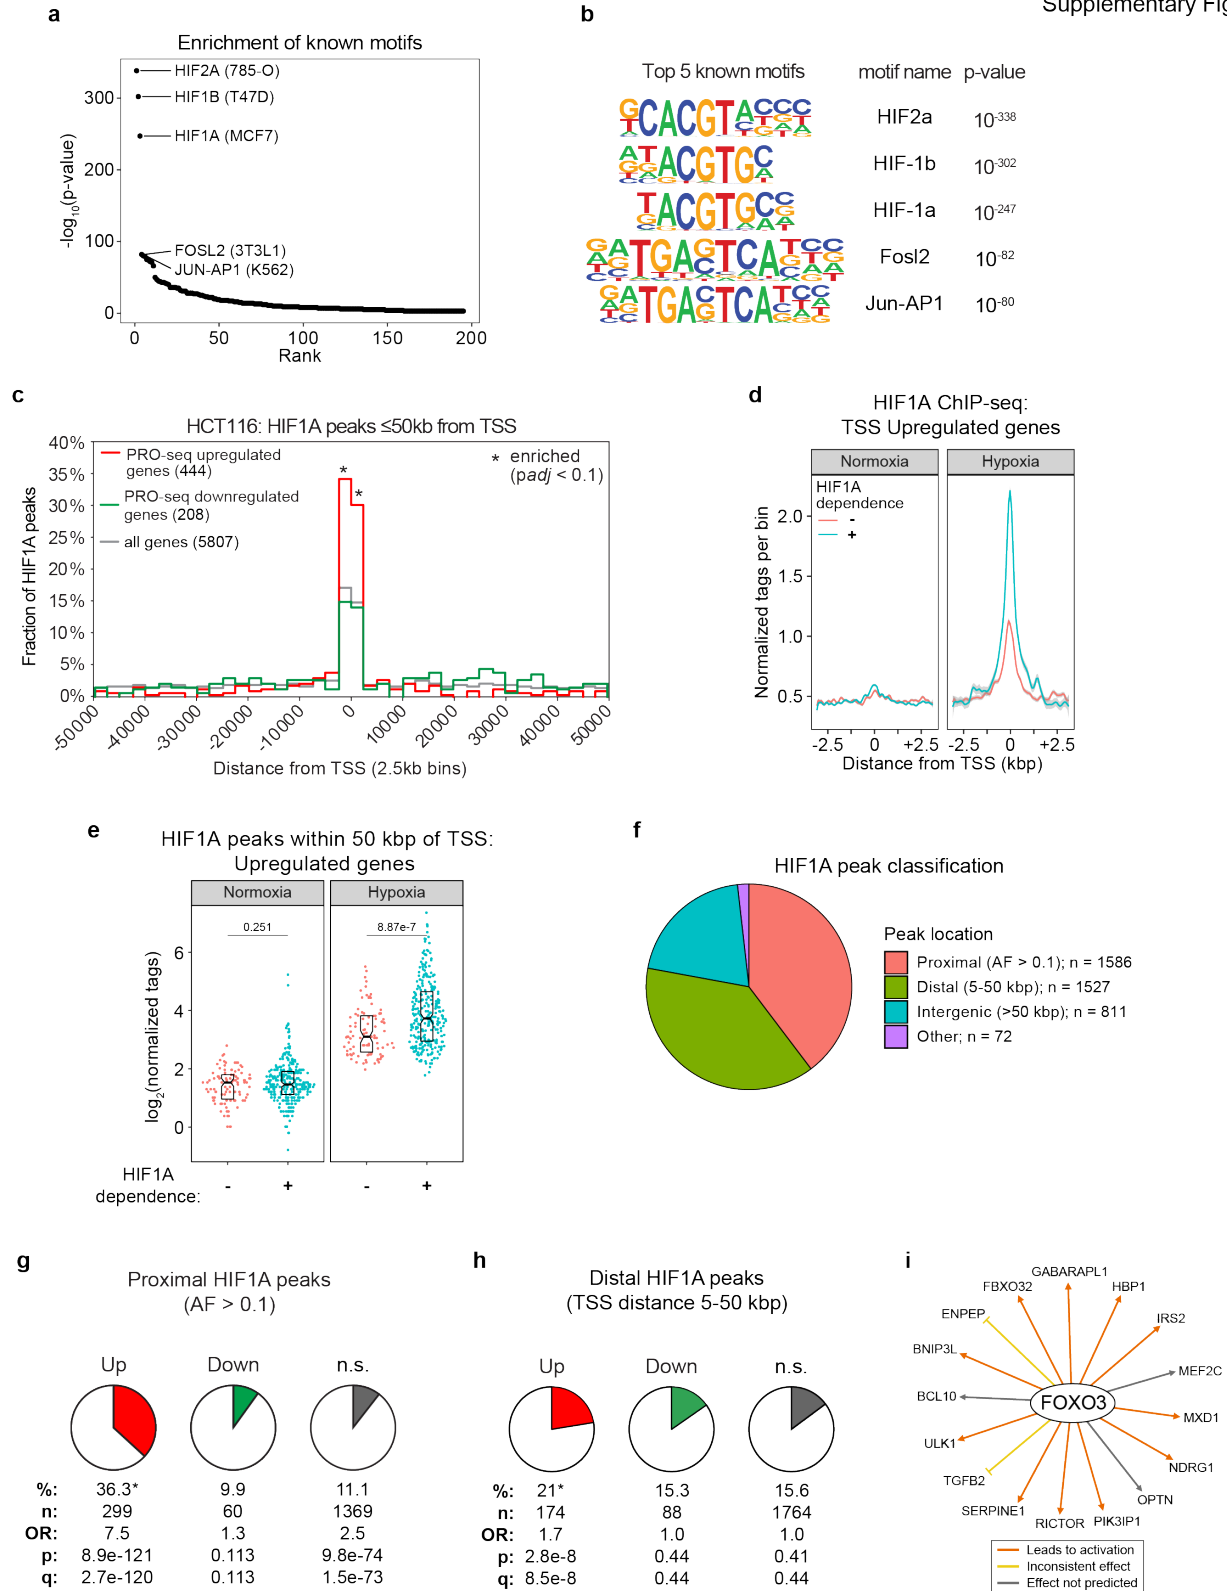 Supplementary Fig
a
Enrichment of known motifs
HIF2A (785-O)
HIF1B (T47D)
HIF1A (MCF7)
FOSL2 (3T3L1)
JUN-AP1 (K562)
300
200
100
0
-log10(p-value)
0 50 100 150 200
Rank
b
Top 5 known motifs motif name p-value
HIF2a 10-338
HIF-1b 10-302
HIF-1a 10-247
Fosl2 10-82
Jun-AP1 10-80
c
HCT116: HIF1A peaks ≤50kb from TSS
PRO-seq upregulated
genes (444)
PRO-seq downregulated
genes (208)
all genes (5807)
* enriched
(padj < 0.1)
* *
40%
35%
30%
25%
20%
15%
10%
5%
0%
Fraction of HIF1A peaks
-50000 -40000 -30000 -20000 -10000 0 10000 20000 30000 40000 50000
Distance from TSS (2.5kb bins)
d
HIF1A ChIP-seq:
TSS Upregulated genes
Normoxia Hypoxia
HIF1A
dependence
-
+
2.0
1.5
1.0
0.5
Normalized tags per bin
-2.5 0 +2.5 -2.5 0 +2.5
Distance from TSS (kbp)
e
HIF1A peaks within 50 kbp of TSS:
Upregulated genes
Normoxia Hypoxia
0.251 8.87e-7
6
4
2
0
log2(normalized tags)
HIF1A
dependence:
- + - +
f
HIF1A peak classification
Peak location
Proximal (AF > 0.1); n = 1586
Distal (5-50 kbp); n = 1527
Intergenic (>50 kbp); n = 811
Other; n = 72
g
Proximal HIF1A peaks
(AF > 0.1)
Up Down n.s.
%: 36.3* 9.9 11.1
n: 299 60 1369
OR: 7.5 1.3 2.5
p: 8.9e-121 0.113 9.8e-74
q: 2.7e-120 0.113 1.5e-73
h
Distal HIF1A peaks
(TSS distance 5-50 kbp)
Up Down n.s.
%: 21* 15.3 15.6
n: 174 88 1764
OR: 1.7 1.0 1.0
p: 2.8e-8 0.44 0.41
q: 8.5e-8 0.44 0.44
i
GABARAPL1
FBXO32
HBP1
ENPEP
IRS2
BNIP3L
MEF2C
BCL10
FOXO3
MXD1
ULK1
NDRG1
TGFB2
OPTN
SERPINE1
RICTOR
PIK3IP1
Leads to activation
Inconsistent effect
Effect not predicted